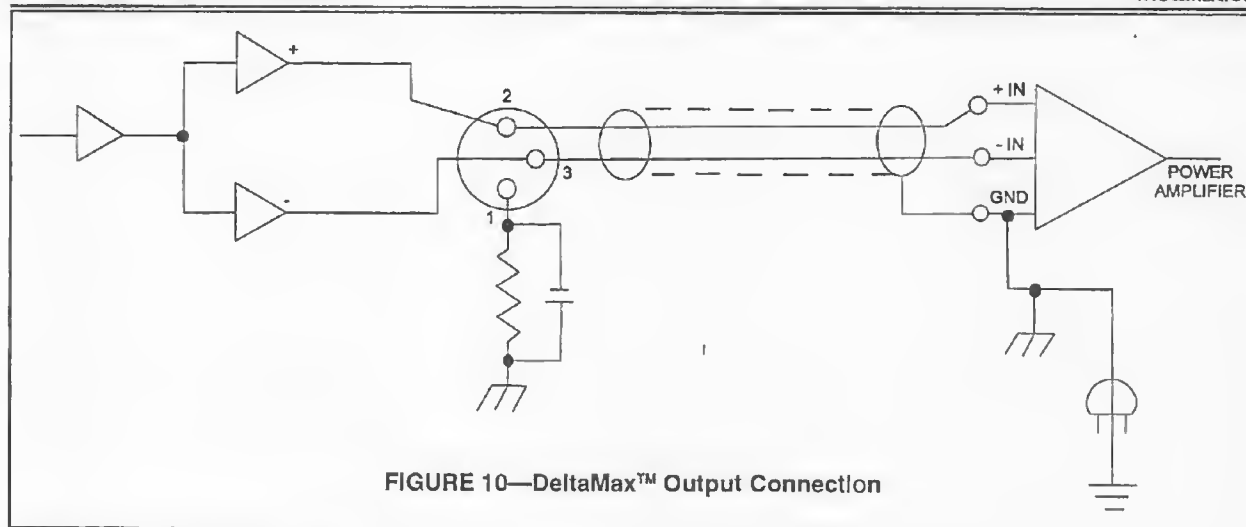 +
2
+ IN
- IN
3
POWER
AMPLIFIER
GND
-
1
FIGURE 10—DeltaMax™ Output Connection